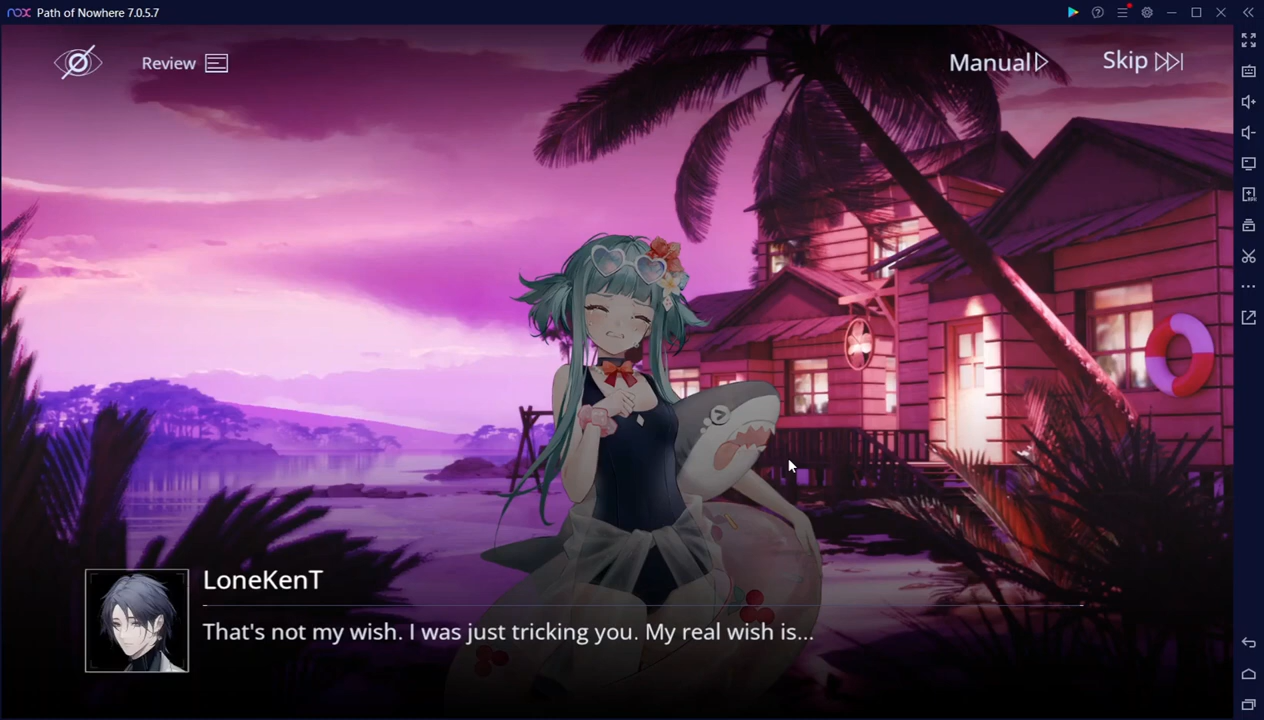 nox Path of Nowhere 7.0.5.7
Review
Manual
Skip
LoneKenT
That's not my wish. I was just tricking you. My real wish is...